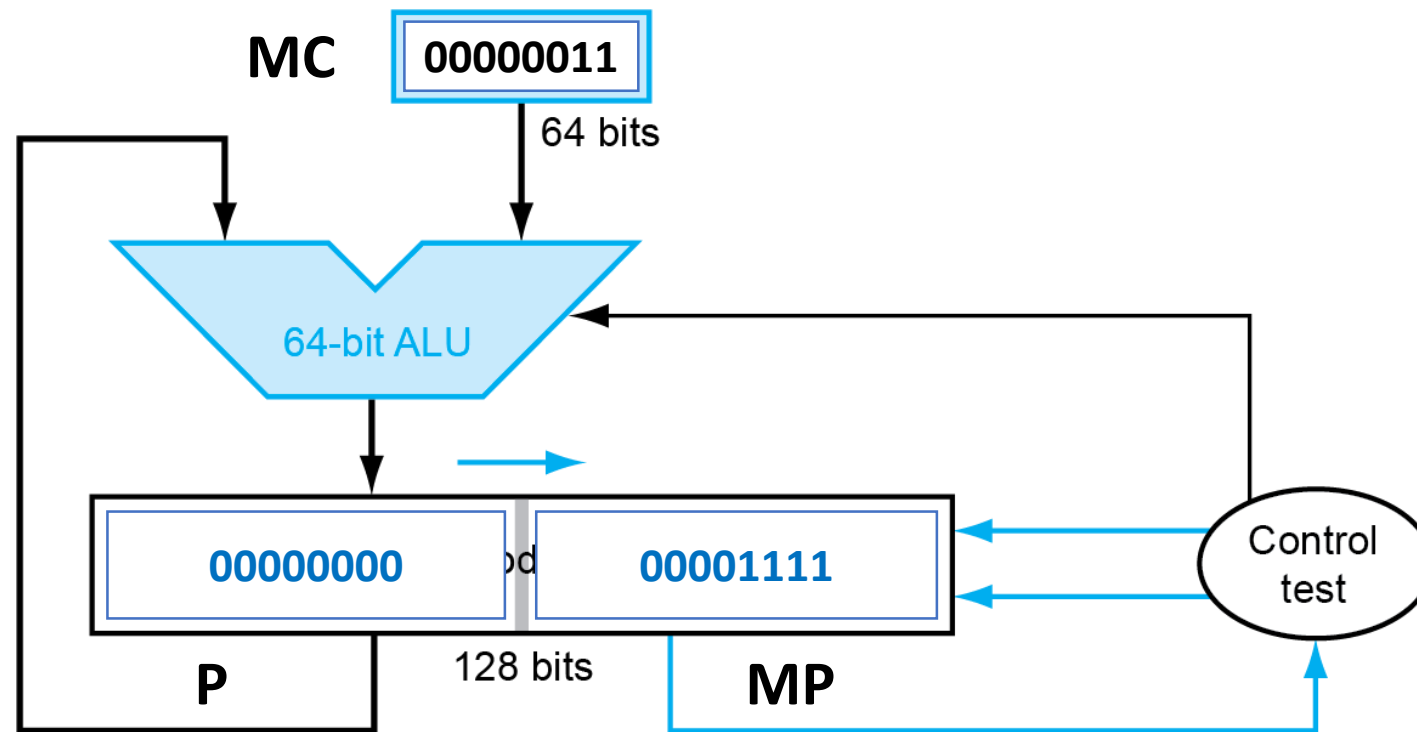 MC
00000011
64 bits
64-bit ALU
00000000
00001111
Control
test
128 bits
P
MP